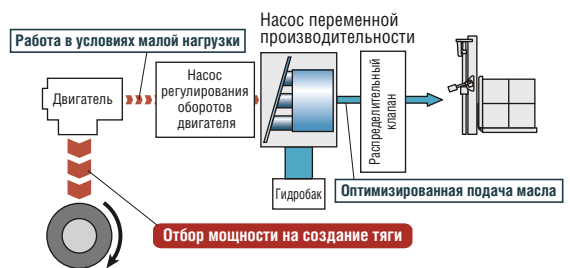 Насос переменной
производительности
Работа в условиях малой нагрузки
Двигатель
Насос
регулирования
оборотов
двигателя
Распределительный
клапан
Гидробак
Оптимизированная подача масла
Отбор мощности на создание тяги